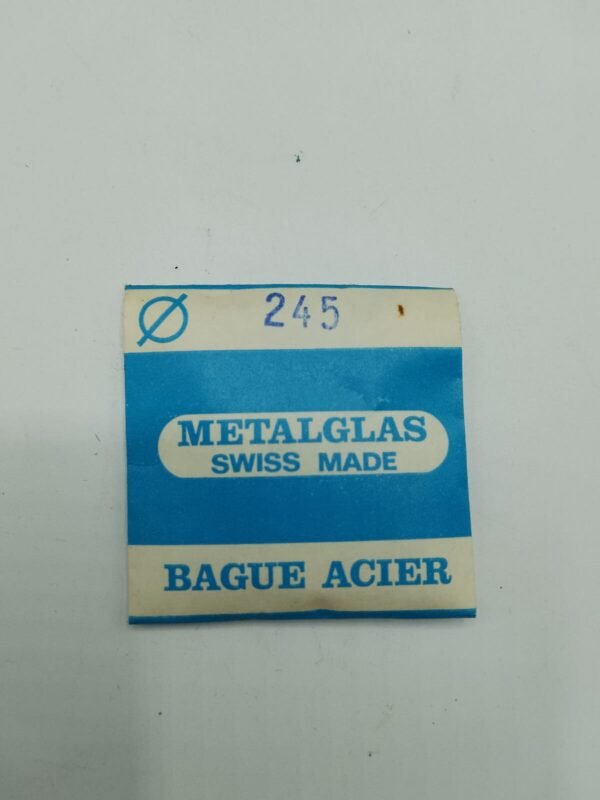 Ø 245
METALGLAS
SWISS MADE
BAGUE ACIER